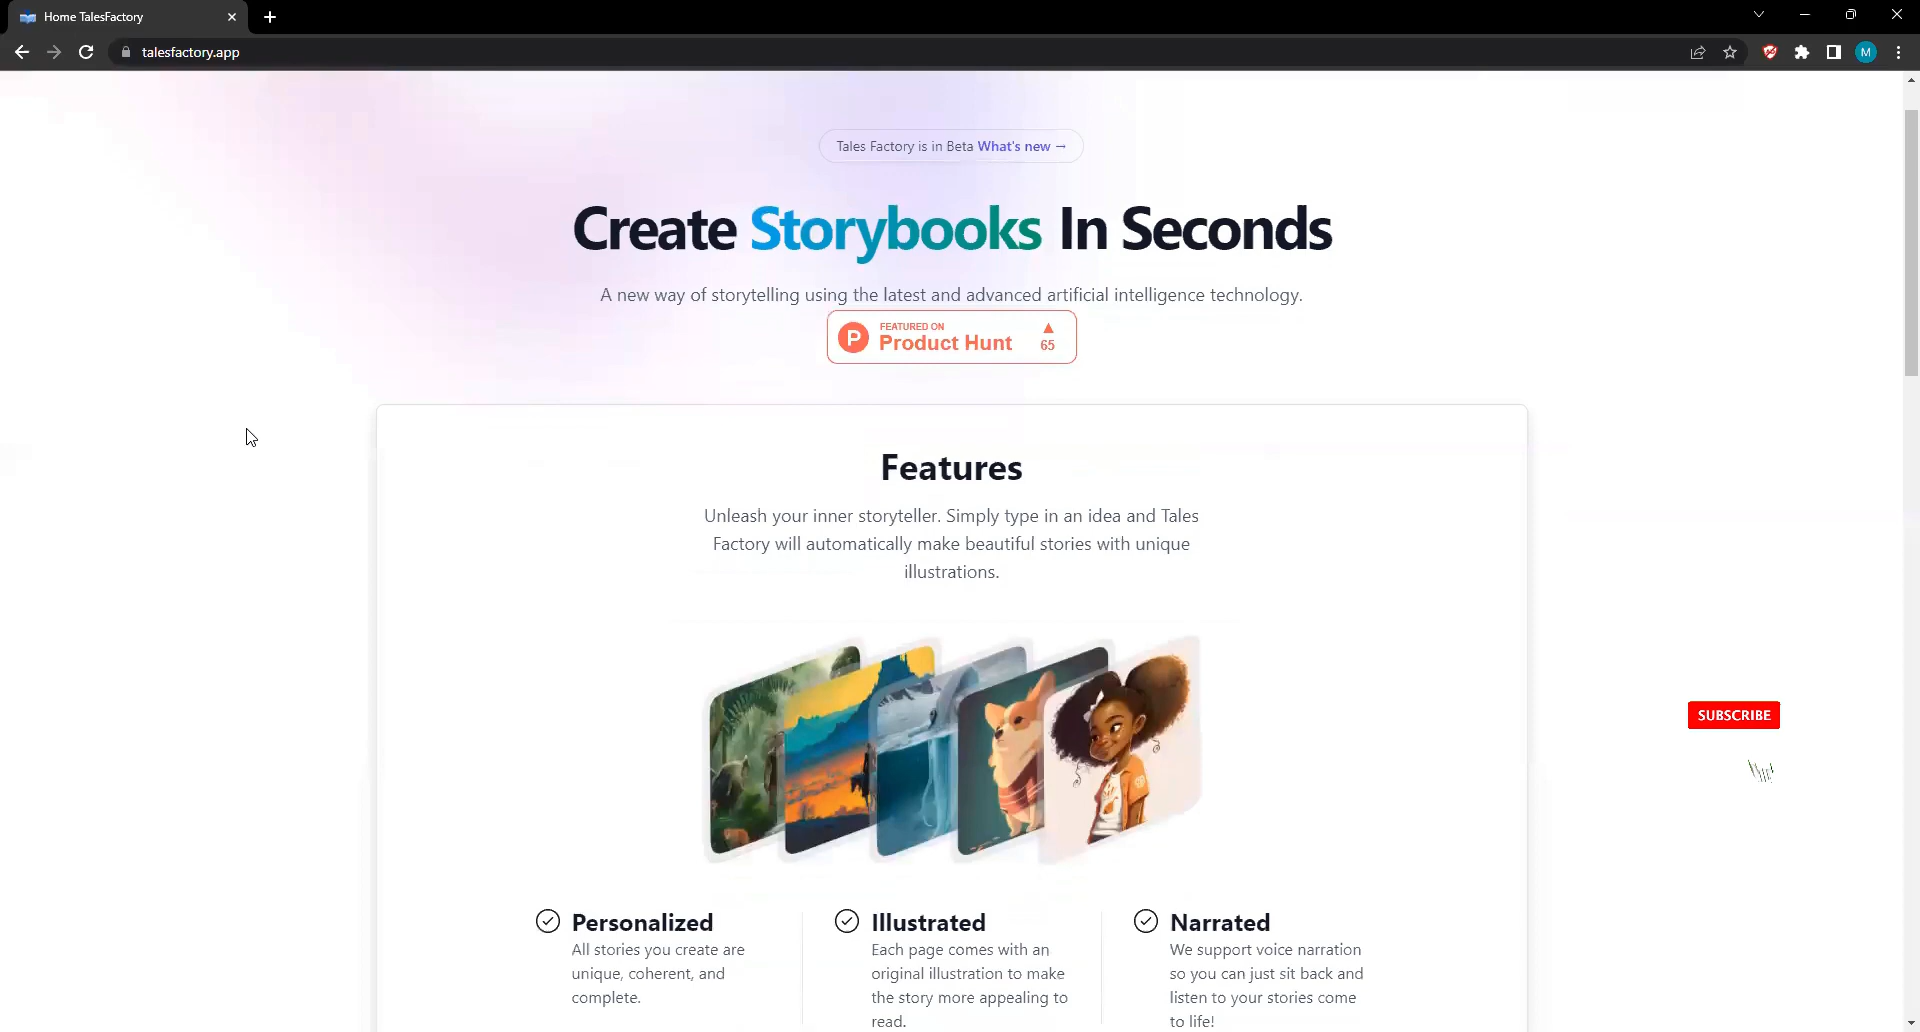 Home TalesFactory
talesfactory.app
M
Tales Factory is in Beta What's new →
Create Storybooks In Seconds
A new way of storytelling using the latest and advanced artificial intelligence technology.
P
FEATURED ON
Product Hunt
▲
65
Features
Unleash your inner storyteller. Simply type in an idea and Tales
Factory will automatically make beautiful stories with unique
illustrations.
SUBSCRIBE
Personalized
All stories you create are
unique, coherent, and
complete.
Illustrated
Each page comes with an
original illustration to make
the story more appealing to
read.
Narrated
We support voice narration
so you can just sit back and
listen to your stories come
to life!